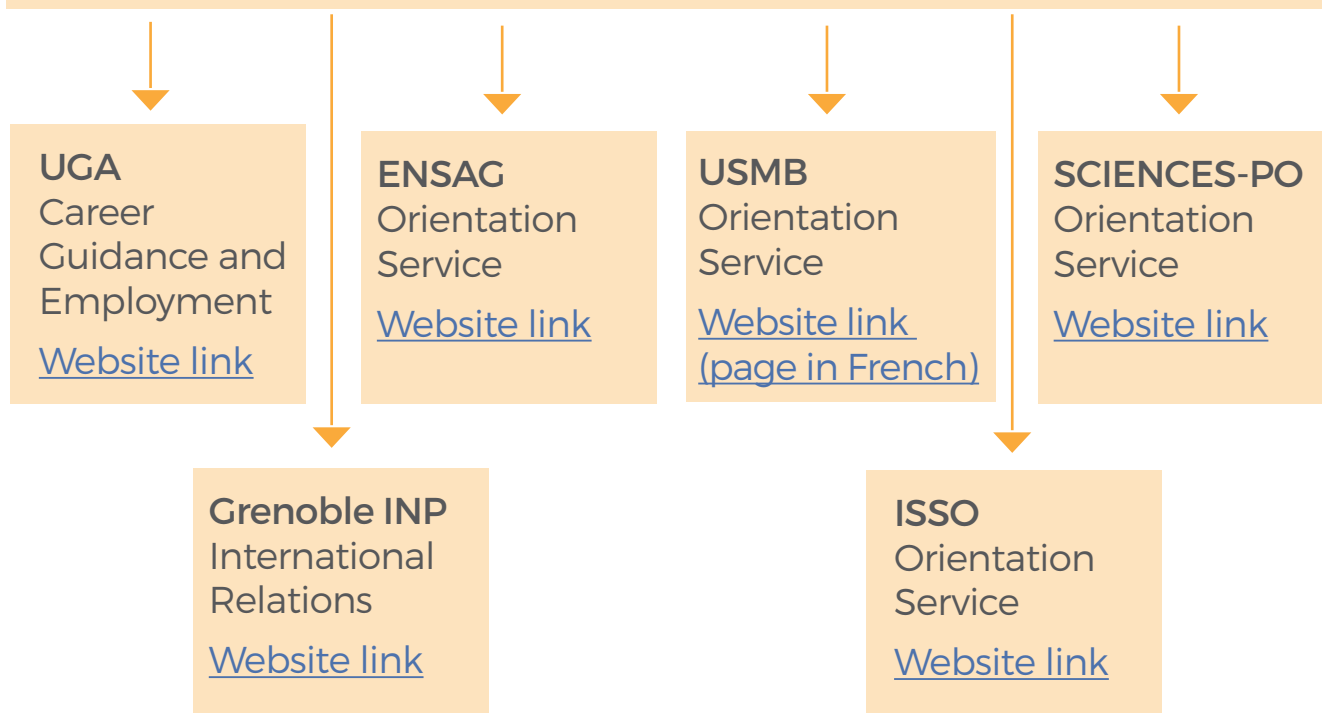 UGA
Career
Guidance and
Employment
Website link
ENSAG
Orientation
Service
Website link
USMB
Orientation
Service
Website link
(page in French)
SCIENCES-PO
Orientation
Service
Website link
Grenoble INP
International
Relations
Website link
ISSO
Orientation
Service
Website link